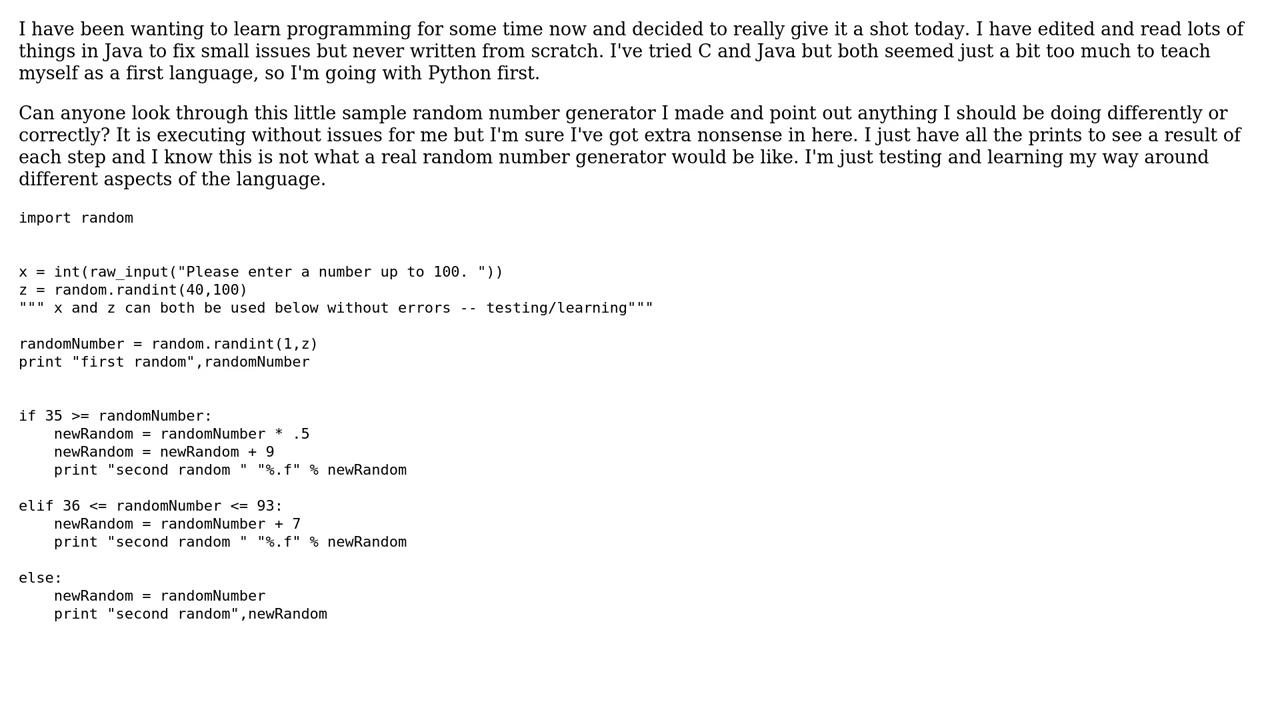 I have been wanting to learn programming for some time now and decided to really give it a shot today. I have edited and read lots of
things in Java to fix small issues but never written from scratch. I've tried C and Java but both seemed just a bit too much to teach
myself as a first language, so I'm going with Python first.
Can anyone look through this little sample random number generator I made and point out anything I should be doing differently or
correctly? It is executing without issues for me but I'm sure I've got extra nonsense in here. I just have all the prints to see a result of
each step and I know this is not what a real random number generator would be like. I'm just testing and learning my way around
different aspects of the language.
import random
x = int(raw_input("Please enter a number up to 100. "))
z = random.randint(40,100)
""" x and z can both be used below without errors -- testing/learning"""
randomNumber = random.randint(1,z)
print "first random",randomNumber
if 35 >= randomNumber:
    newRandom = randomNumber * .5
    newRandom = newRandom + 9
    print "second random " "%.f" % newRandom
elif 36 <= randomNumber <= 93:
    newRandom = randomNumber + 7
    print "second random " "%.f" % newRandom
else:
    newRandom = randomNumber
    print "second random",newRandom